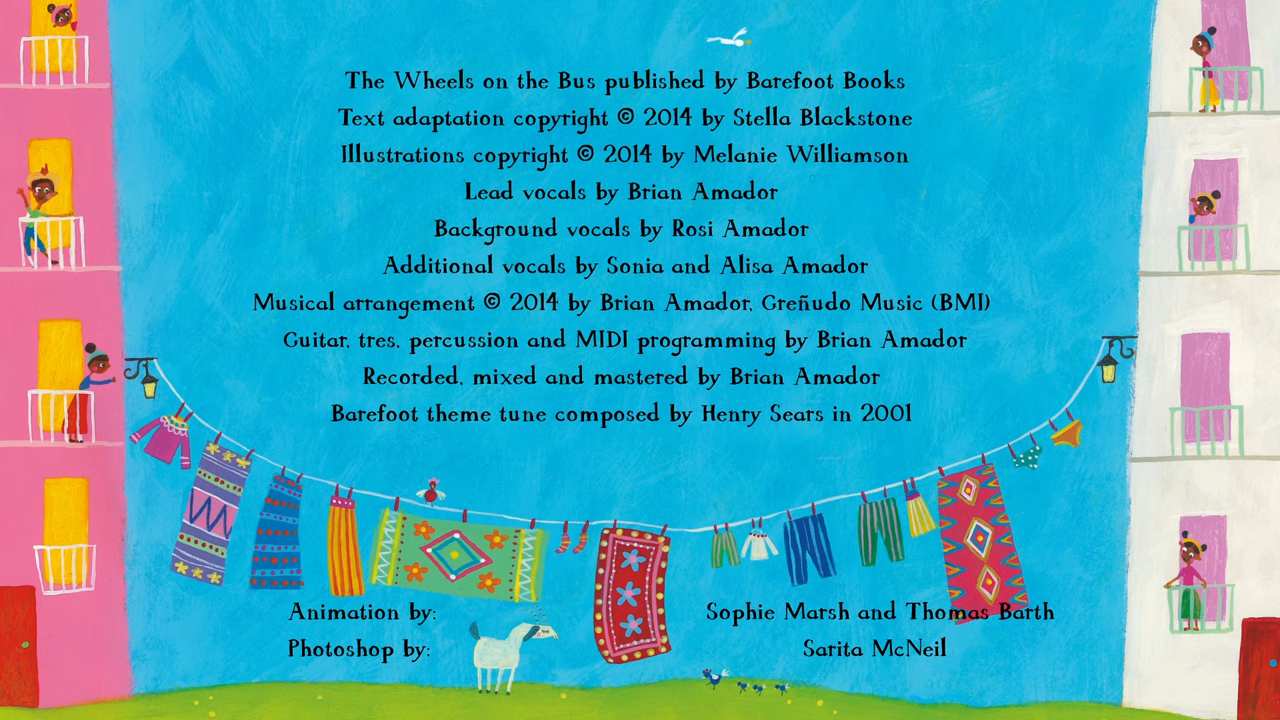 The Wheels on the Bus published by Barefoot Books
Text adaptation copyright © 2014 by Stella Blackstone
Illustrations copyright © 2014 by Melanie Williamson
Lead vocals by Brian Amador
Background vocals by Rosi Amador
Additional vocals by Sonia and Alisa Amador
Musical arrangement © 2014 by Brian Amador, Greñudo Music (BMI)
Guitar, tres, percussion and MIDI programming by Brian Amador
Recorded, mixed and mastered by Brian Amador
Barefoot theme tune composed by Henry Sears in 2001
Animation by: Sophie Marsh and Thomas Barth
Photoshop by: Sarita McNeil